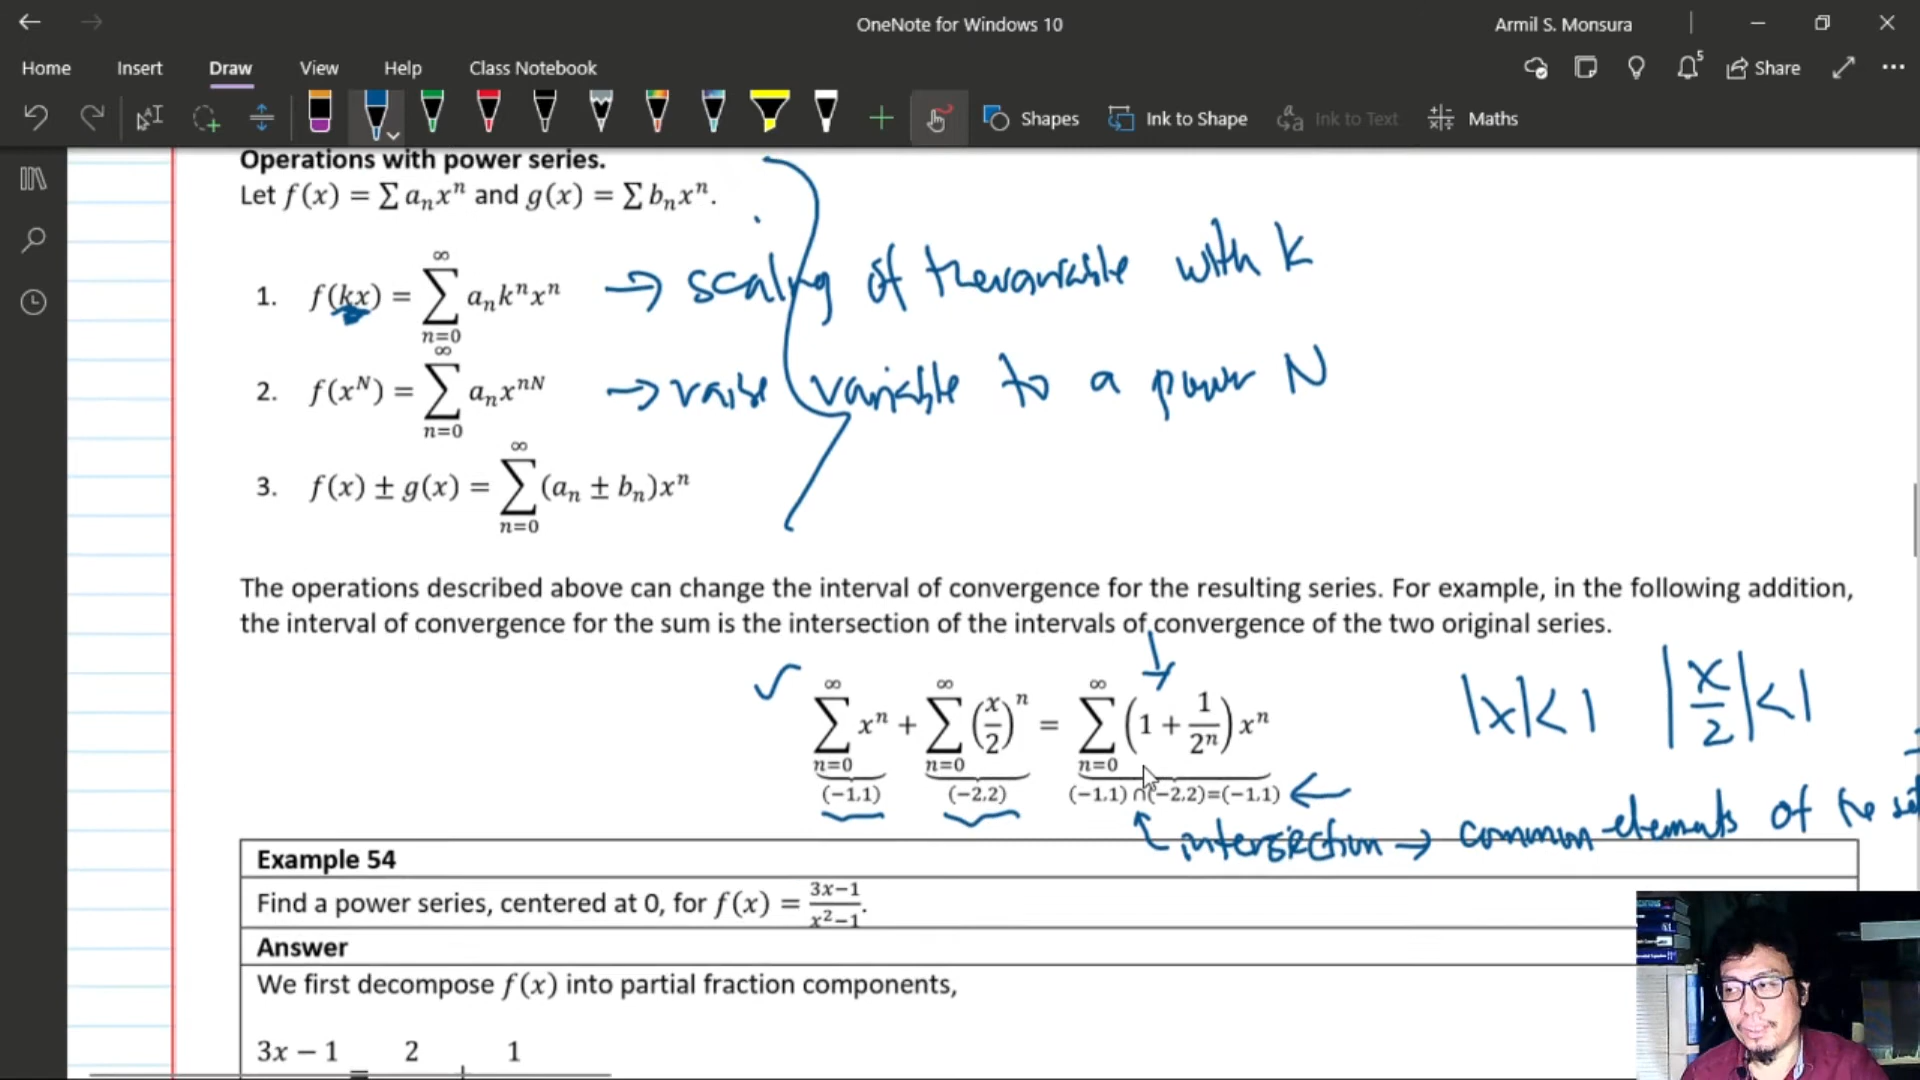 OneNote for Windows 10
Armil S. Monsura
Home Insert Draw View Help Class Notebook
5 Share
Shapes Ink to Shape Ink to Text Maths
Operations with power series.
Let f(x) = ∑ aₙxⁿ and g(x) = ∑ bₙxⁿ.
1. f(kx) = ∑_{n=0}^{∞} aₙkⁿxⁿ → scaling of the variable with k
2. f(x^N) = ∑_{n=0}^{∞} aₙx^{nN} → raise variable to a power N
3. f(x) ± g(x) = ∑_{n=0}^{∞} (aₙ ± bₙ)xⁿ
The operations described above can change the interval of convergence for the resulting series. For example, in the following addition,
the interval of convergence for the sum is the intersection of the intervals of convergence of the two original series.
∑_{n=0}^{∞} xⁿ + ∑_{n=0}^{∞} (x/2)ⁿ = ∑_{n=0}^{∞} (1 + 1/2ⁿ) xⁿ |x| < 1 |x/2| < 1
(−1,1) (−2,2) (−1,1) ∩ (−2,2)=(−1,1) ←
intersection → common elements of the
Example 54
Find a power series, centered at 0, for f(x) = (3x−1)/(x²−1).
Answer
We first decompose f(x) into partial fraction components,
3x − 1 2 1
= +